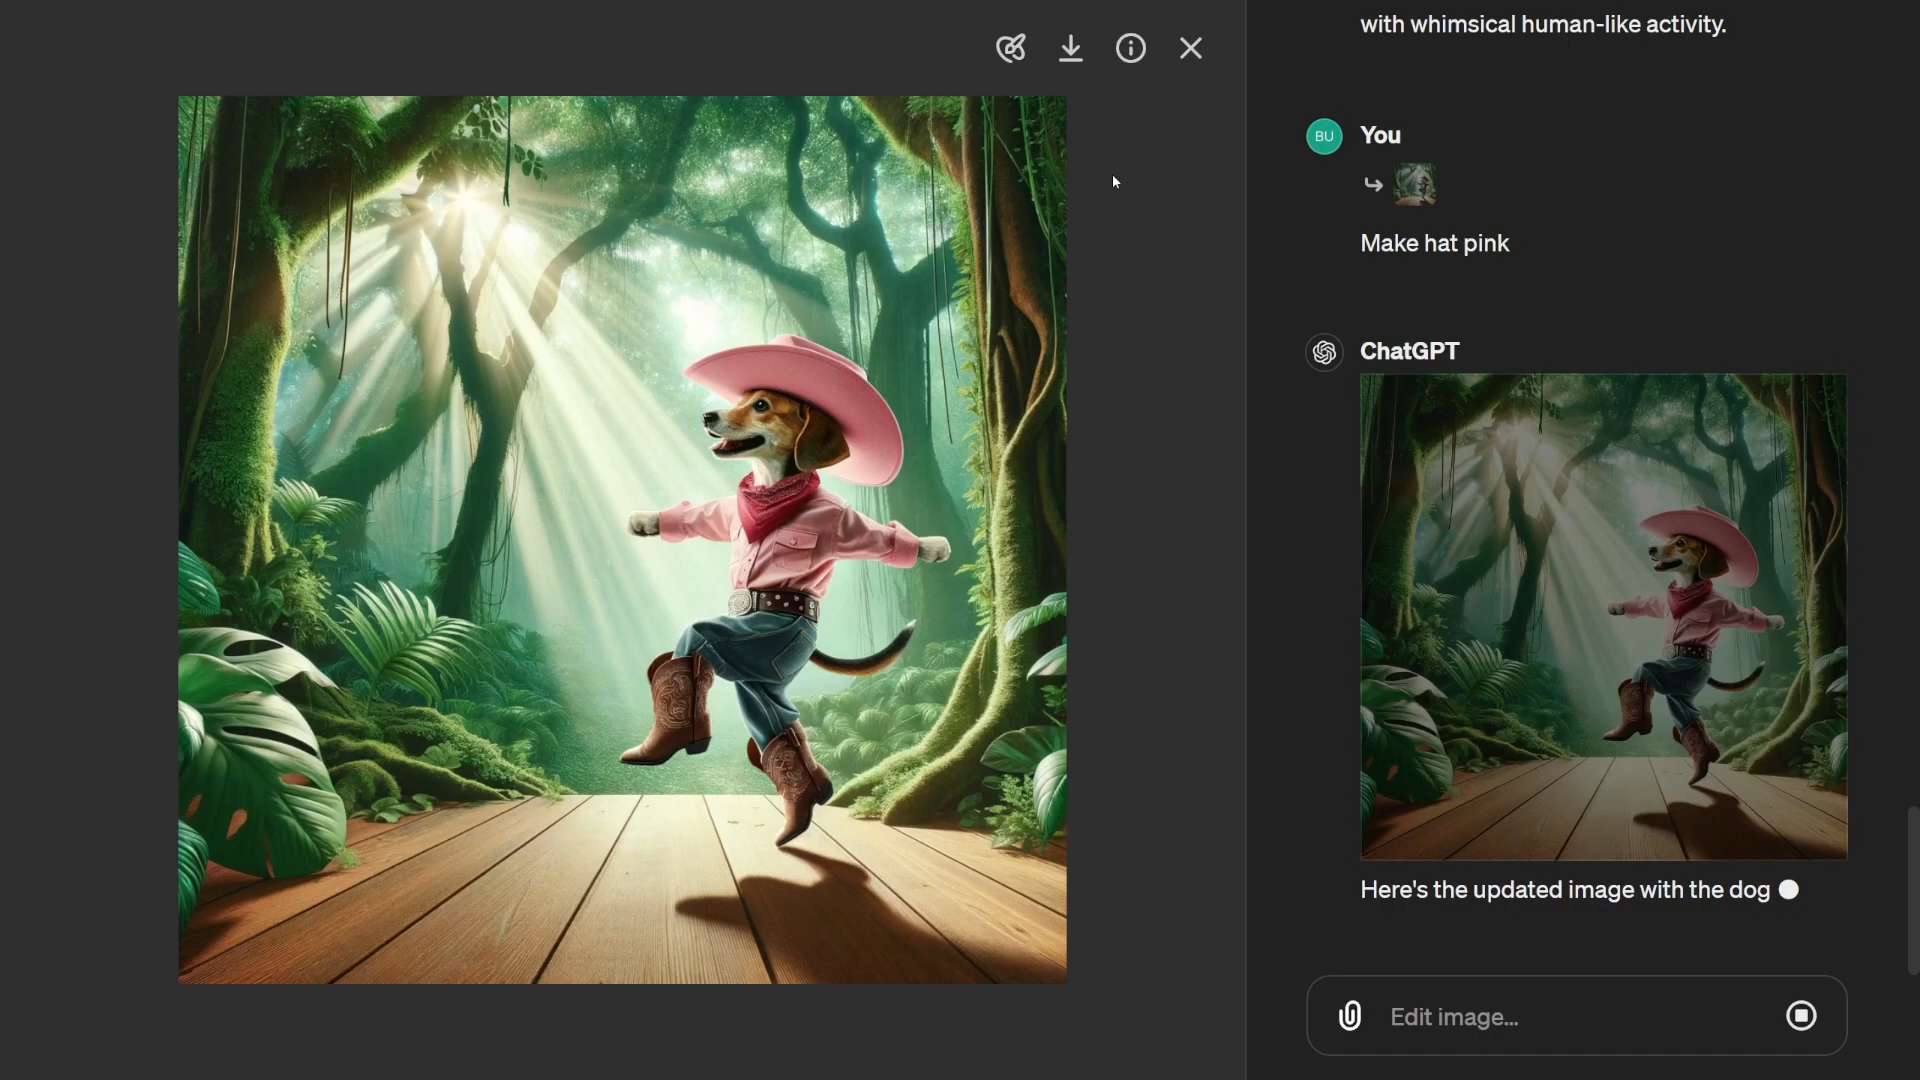 with whimsical human-like activity.
BU
You
Make hat pink
ChatGPT
Here's the updated image with the dog
Edit image...